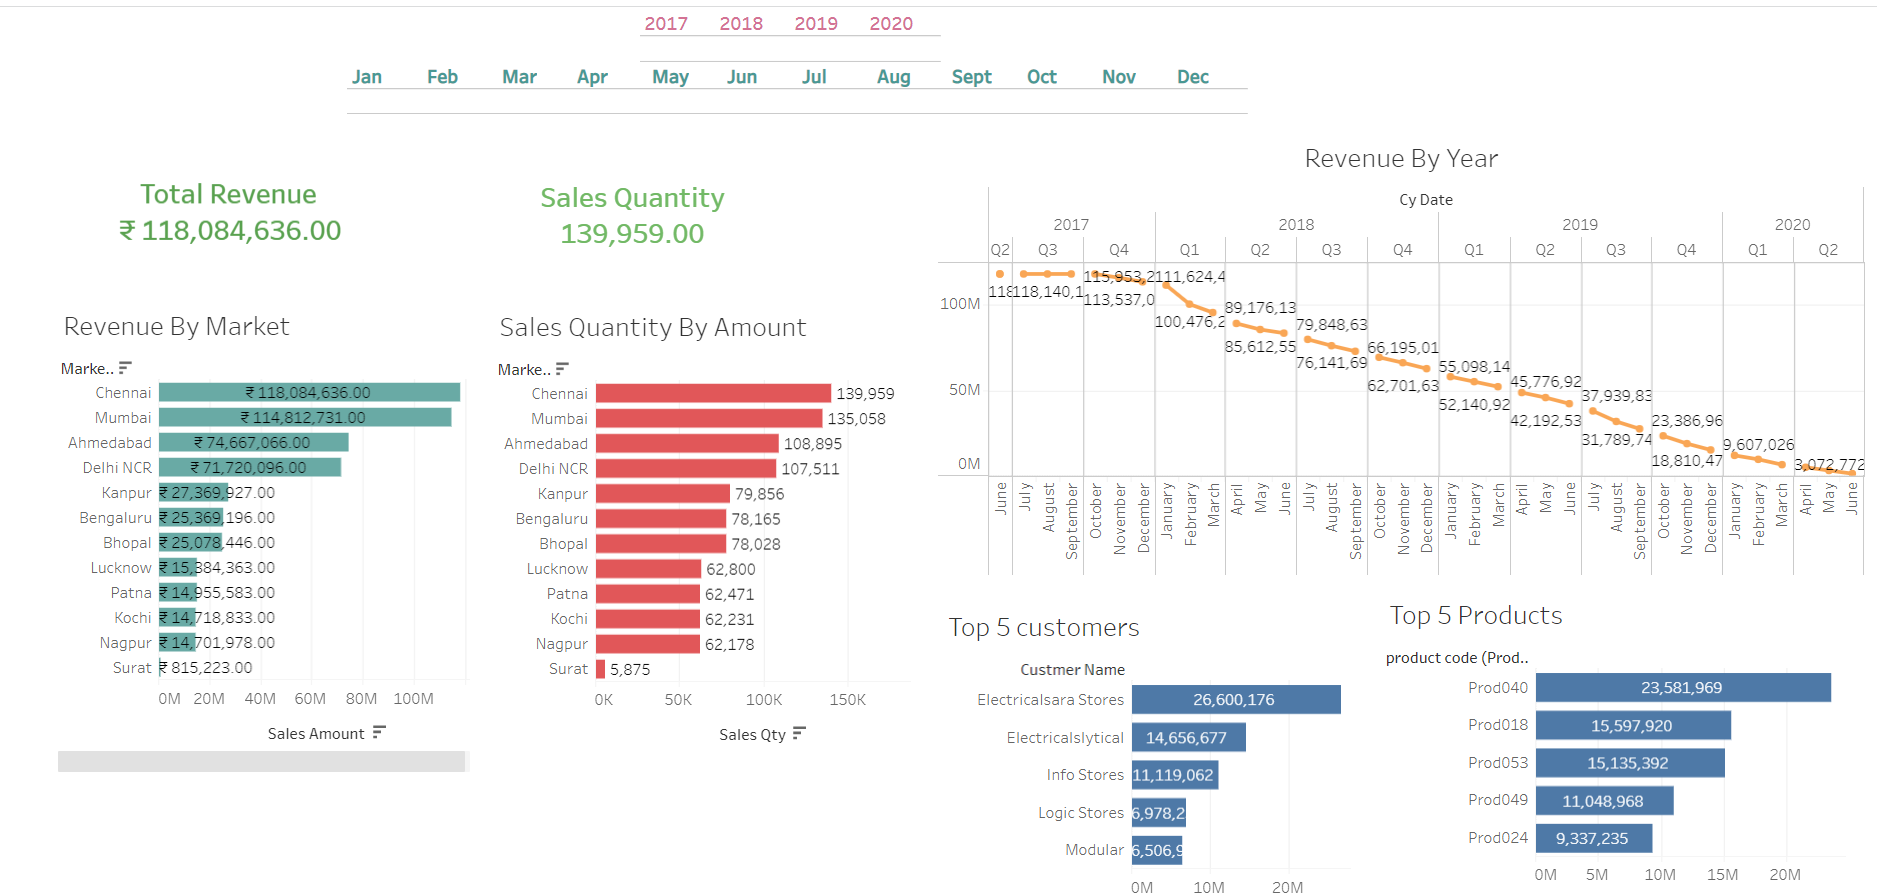 2017 2018 2019 2020
Jan Feb Mar Apr May Jun Jul Aug Sept Oct Nov Dec
Total Revenue
₹ 118,084,636.00
Sales Quantity
139,959.00
Revenue By Market
Marke..
Chennai ₹ 118,084,636.00
Mumbai ₹ 114,812,731.00
Ahmedabad ₹ 74,667,066.00
Delhi NCR ₹ 71,720,096.00
Kanpur ₹ 27,369,927.00
Bengaluru ₹ 25,369,196.00
Bhopal ₹ 25,078,446.00
Lucknow ₹ 15,384,363.00
Patna ₹ 14,955,583.00
Kochi ₹ 14,718,833.00
Nagpur ₹ 14,701,978.00
Surat ₹ 815,223.00
0M 20M 40M 60M 80M 100M
Sales Amount
Sales Quantity By Amount
Marke..
Chennai 139,959
Mumbai 135,058
Ahmedabad 108,895
Delhi NCR 107,511
Kanpur 79,856
Bengaluru 78,165
Bhopal 78,028
Lucknow 62,800
Patna 62,471
Kochi 62,231
Nagpur 62,178
Surat 5,875
0K 50K 100K 150K
Sales Qty
Revenue By Year
Cy Date
2017 2018 2019 2020
Q2 Q3 Q4 Q1 Q2 Q3 Q4 Q1 Q2 Q3 Q4 Q1 Q2
100M
50M
0M
118
118,140,1
115,953,2
113,537,0
111,624,4
100,476,2
89,176,13
85,612,55
79,848,63
76,141,69
66,195,01
62,701,63
55,098,14
52,140,92
45,776,92
42,192,53
37,939,83
31,789,74
23,386,96
18,810,47
9,607,026
3,072,772
June July August September October November December January February March April May June July August September October November December January February March April May June July August September October November December January February March April May June
Top 5 customers
Custmer Name
Electricalsara Stores 26,600,176
Electricalslytical 14,656,677
Info Stores 11,119,062
Logic Stores 6,978,2
Modular 6,506,9
0M 10M 20M
Top 5 Products
product code (Prod..
Prod040 23,581,969
Prod018 15,597,920
Prod053 15,135,392
Prod049 11,048,968
Prod024 9,337,235
0M 5M 10M 15M 20M